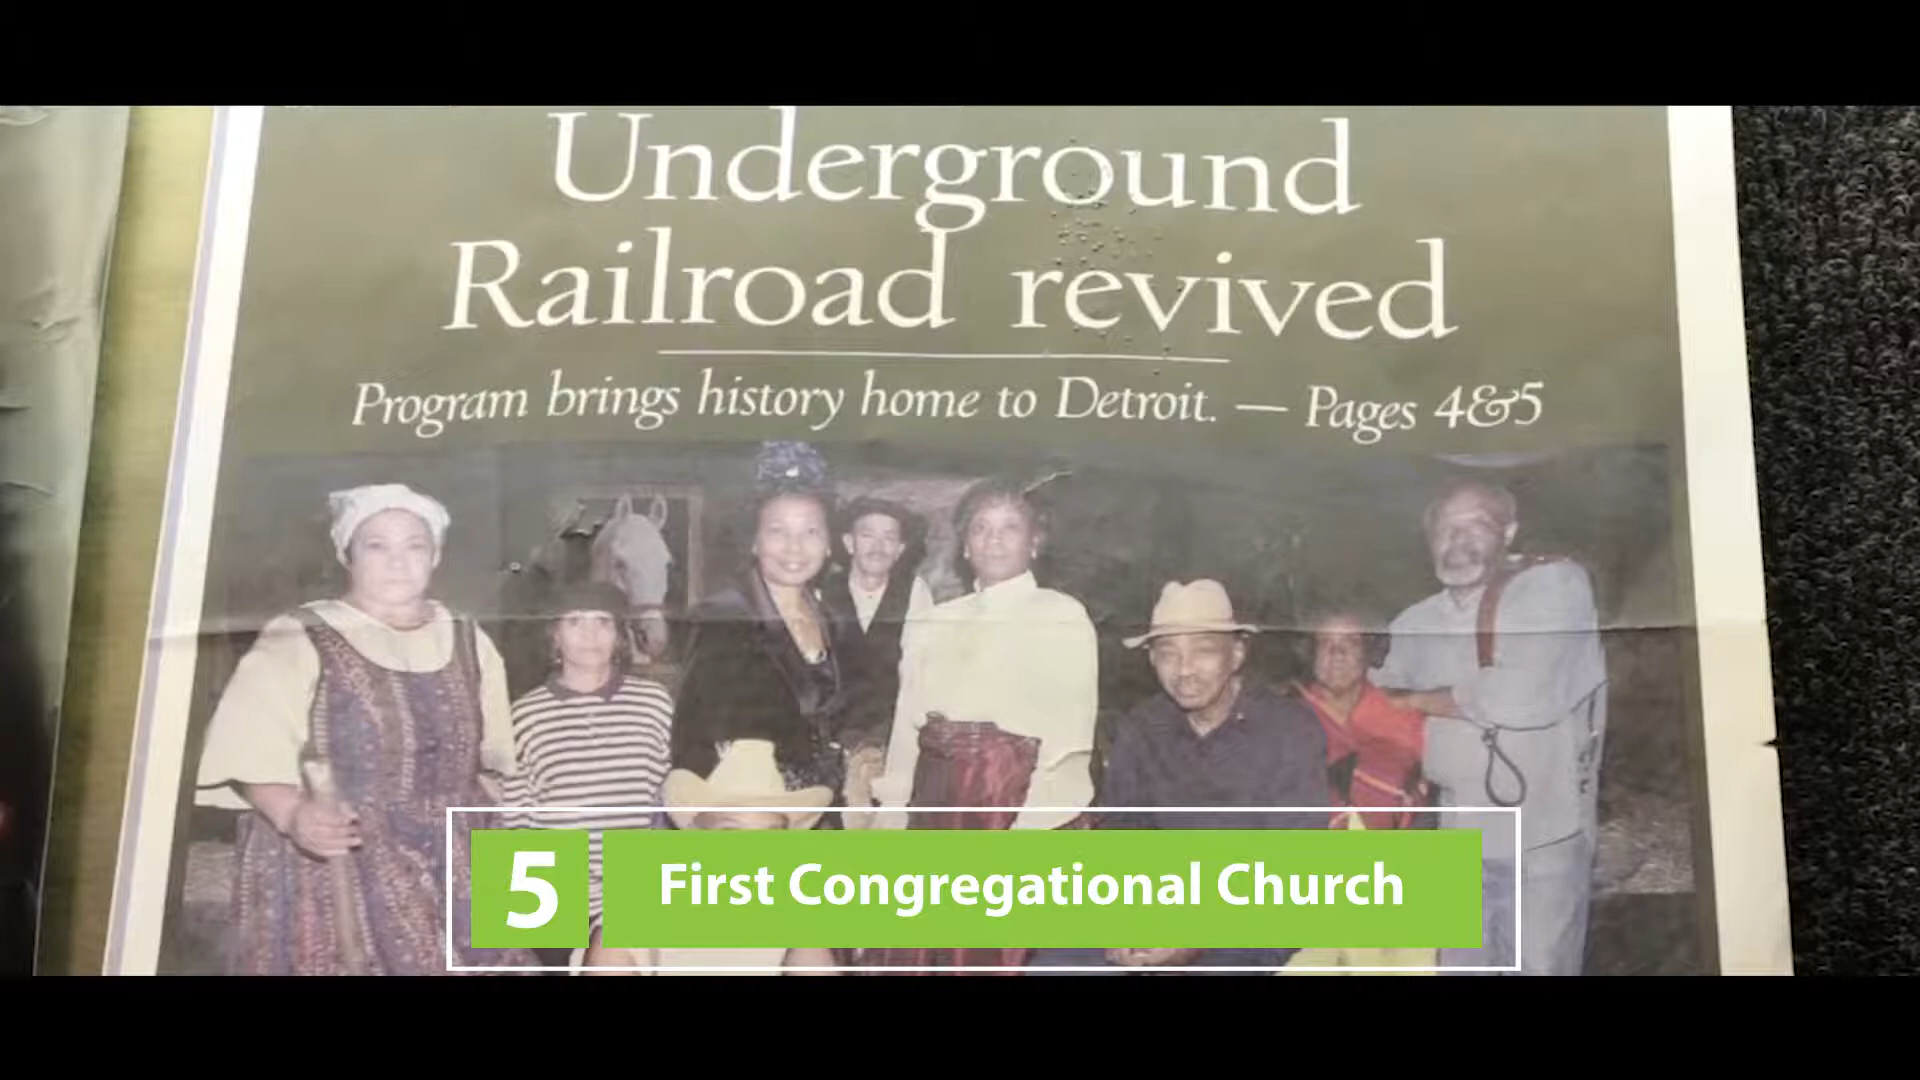 Underground
Railroad revived
Program brings history home to Detroit. — Pages 4&5
5 First Congregational Church